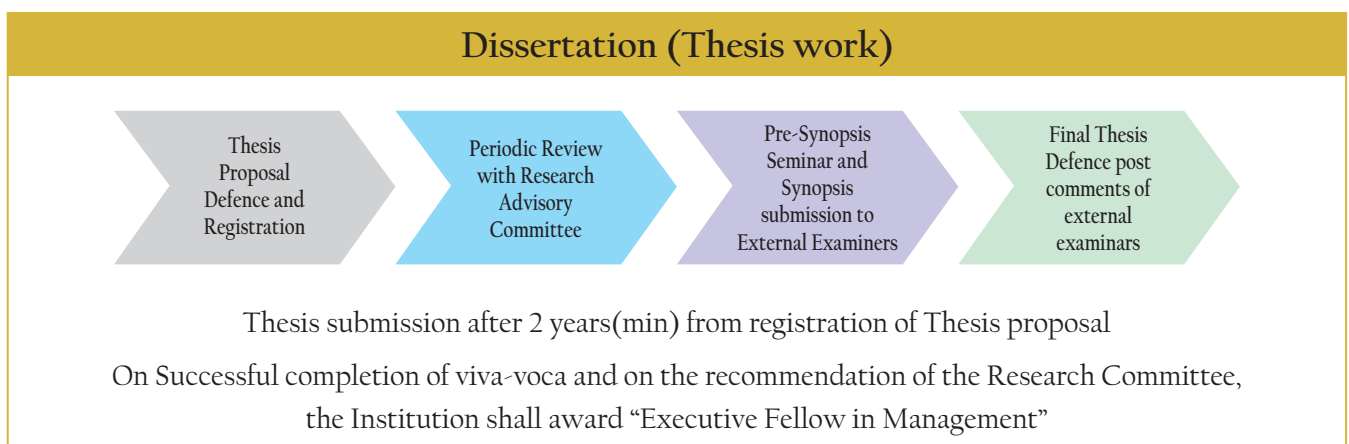 Dissertation (Thesis work)
Thesis
Proposal
Defence and
Registration
Periodic Review
with Research
Advisory
Committee
Pre-Synopsis
Seminar and
Synopsis
submission to
External Examiners
Final Thesis
Defence post
comments of
external
examinars
Thesis submission after 2 years(min) from registration of Thesis proposal
On Successful completion of viva-voca and on the recommendation of the Research Committee,
the Institution shall award “Executive Fellow in Management”